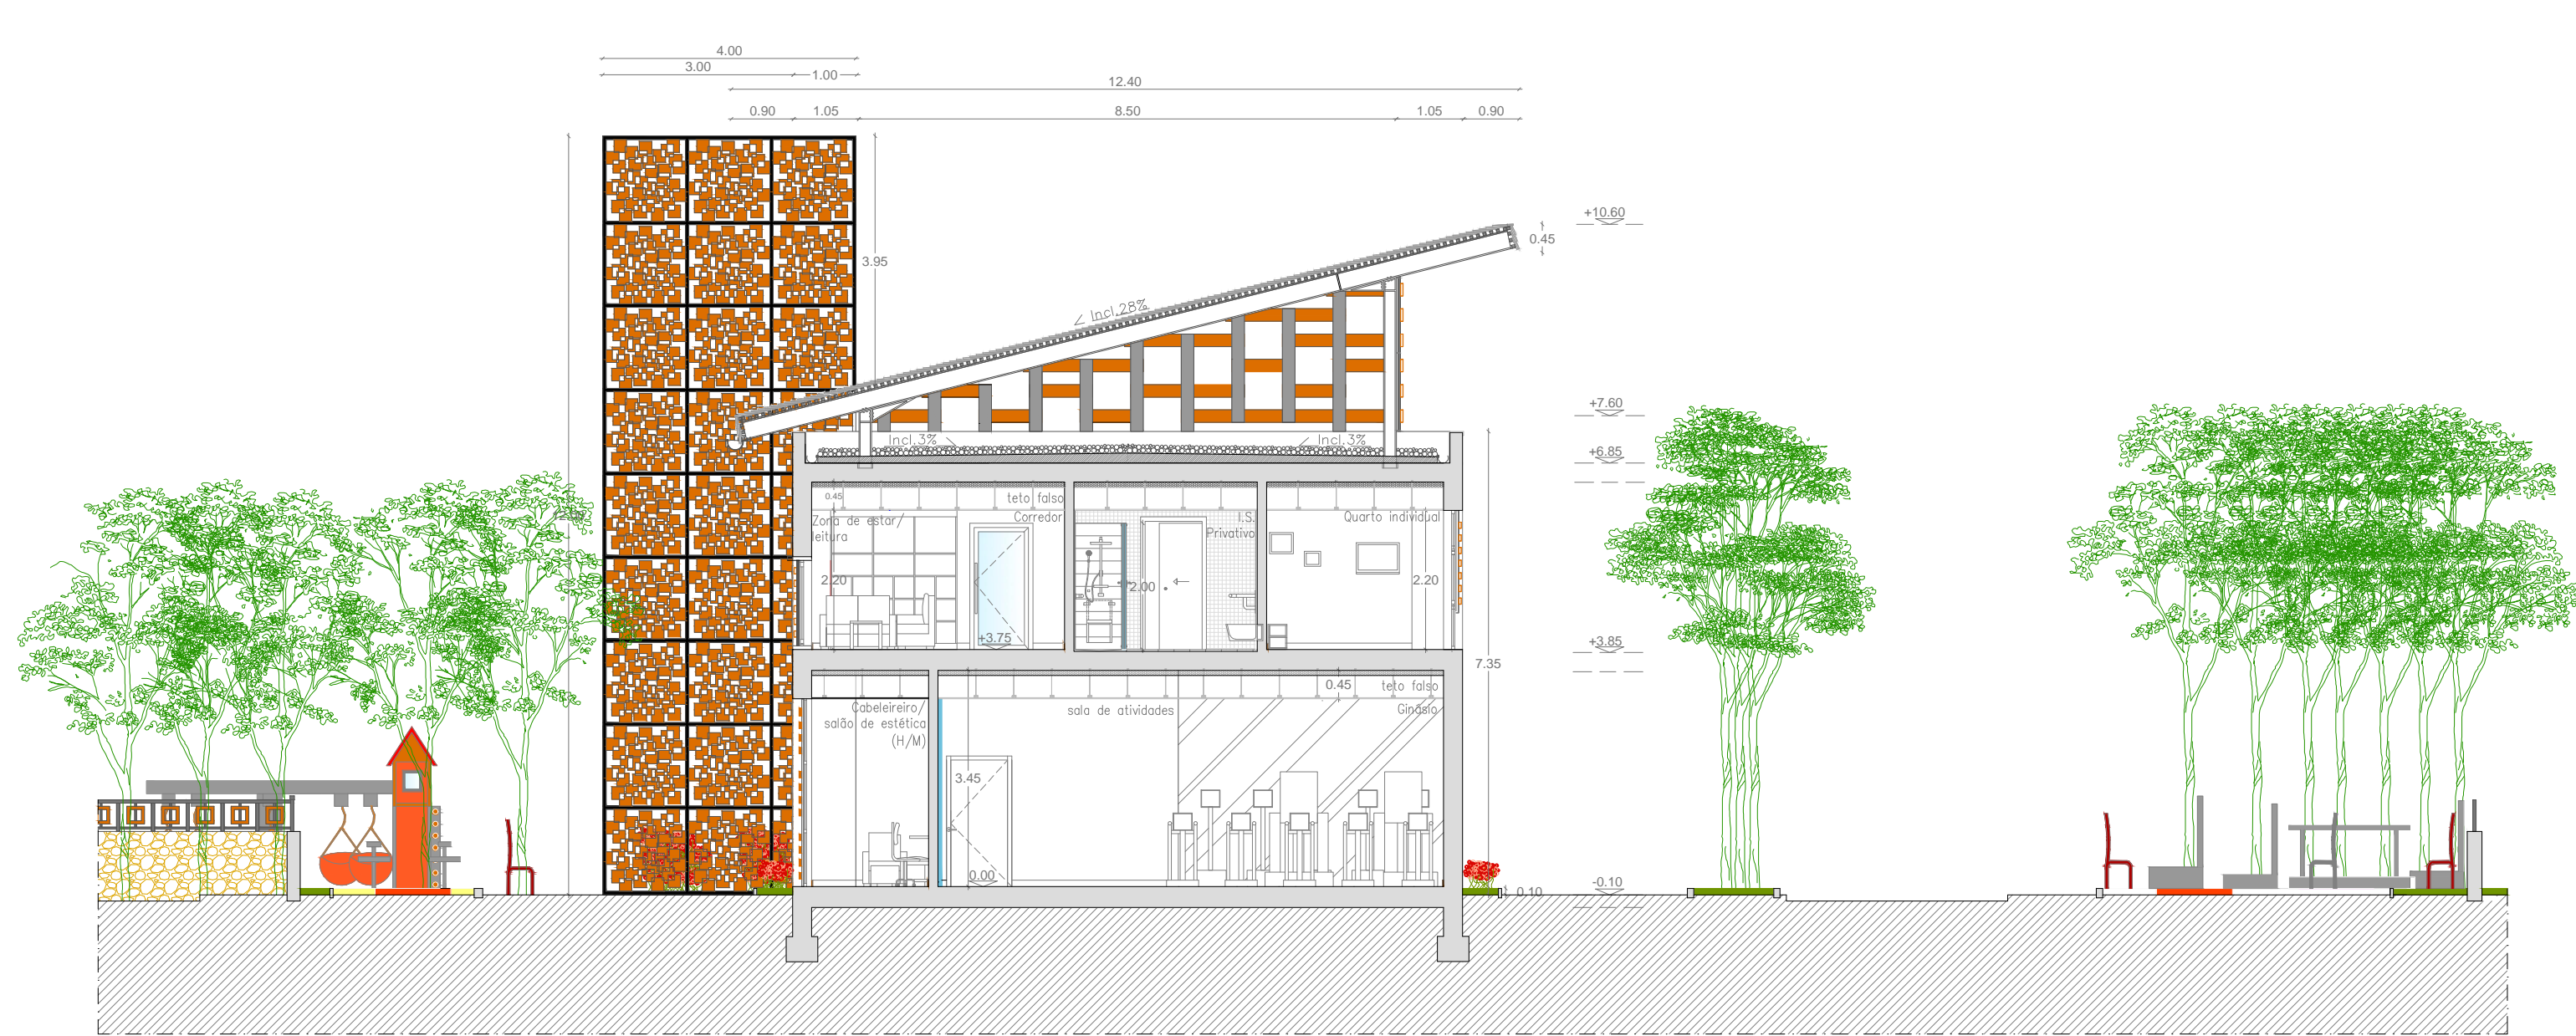 4.00
3.00
1.00
12.40
0.90
1.05
8.50
1.05
0.90
+10.60
0.45
3.95
Incl.28%
+7.60
Incl.3%
Incl.3%
+6.85
0.45
teto falso
Zona de estar/
leitura
Corredor
I.S.
Privativo
Quarto individual
2.20
2.00
2.20
+3.75
+3.85
7.35
0.45
teto falso
Cabeleireiro/
salão de estética
(H/M)
sala de atividades
Ginásio
3.45
0.00
-0.10
0.10